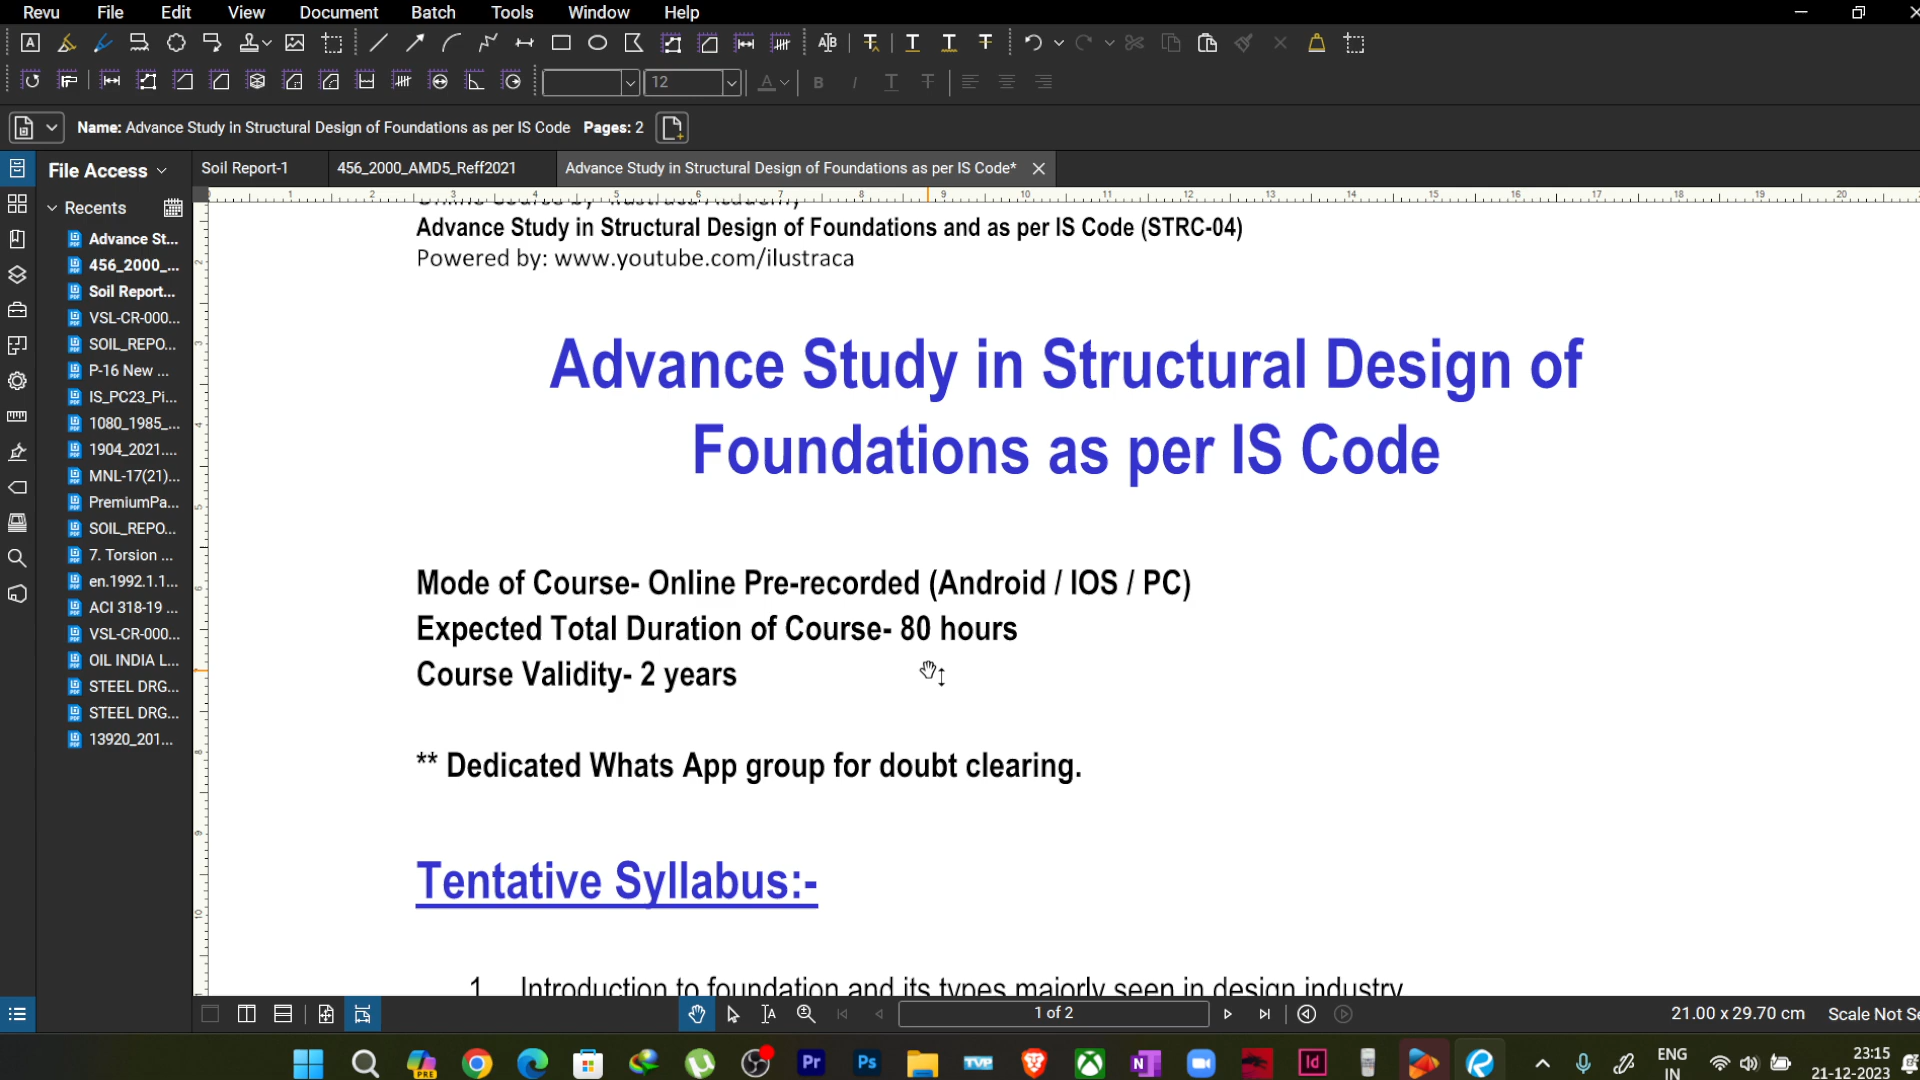 Revu File Edit View Document Batch Tools Window Help
12
Name: Advance Study in Structural Design of Foundations as per IS Code Pages: 2
File Access
Soil Report-1
456_2000_AMD5_Reff2021
Advance Study in Structural Design of Foundations as per IS Code*
Recents
Advance St...
456_2000_...
Soil Report...
VSL-CR-000...
SOIL_REPO...
P-16 New ...
IS_PC23_Pi...
1080_1985_...
1904_2021....
MNL-17(21)...
PremiumPa...
SOIL_REPO...
7. Torsion ...
en.1992.1.1...
ACI 318-19 ...
VSL-CR-000...
OIL INDIA L...
STEEL DRG...
STEEL DRG...
13920_201...
Advance Study in Structural Design of Foundations and as per IS Code (STRC-04)
Powered by: www.youtube.com/ilustraca
Advance Study in Structural Design of
Foundations as per IS Code
Mode of Course- Online Pre-recorded (Android / IOS / PC)
Expected Total Duration of Course- 80 hours
Course Validity- 2 years
** Dedicated Whats App group for doubt clearing.
Tentative Syllabus:-
1 Introduction to foundation and its types majorly seen in design industry
1 of 2
21.00 x 29.70 cm
Scale Not Se
ENG
IN
23:15
21-12-2023